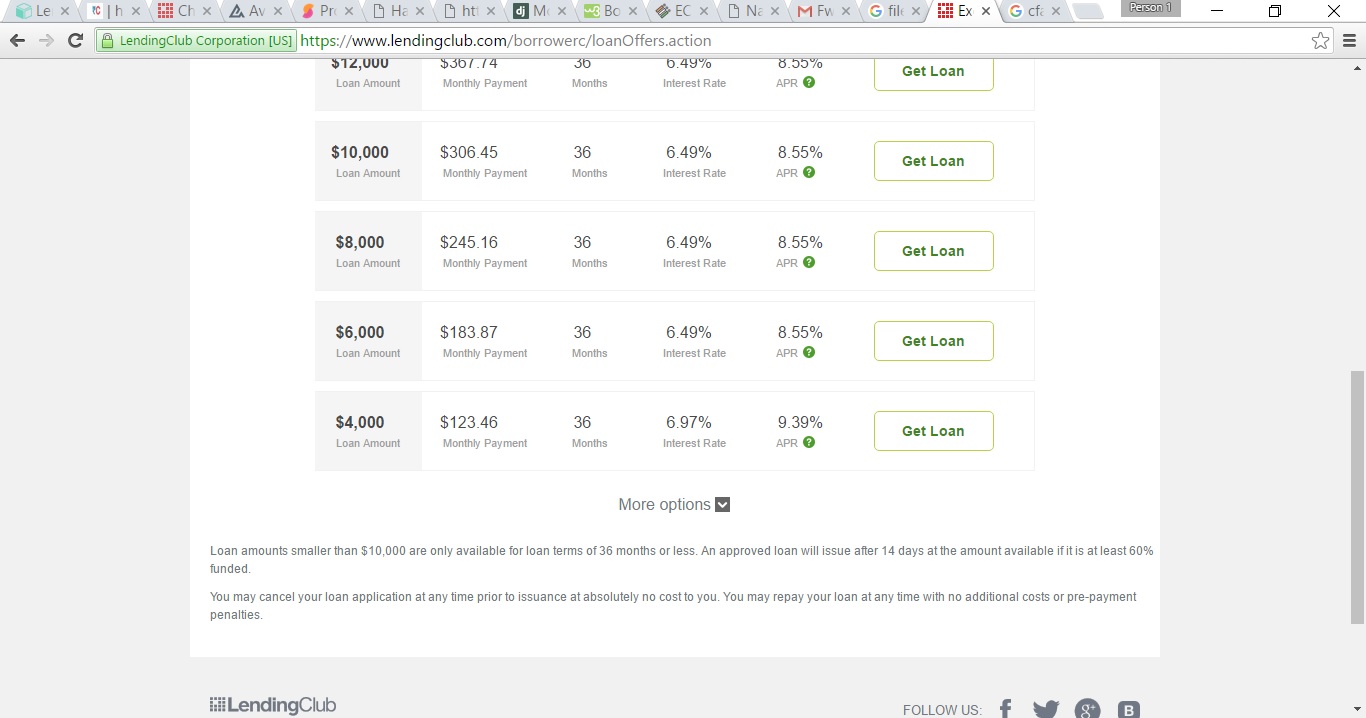 Le
h
Ch
Av
Pr
Ha
htt
Mo
Bo
EC
Na
Fw
file
Ex
cfa
Person 1
LendingClub Corporation [US] https://www.lendingclub.com/borrowerc/loanOffers.action
$12,000 $367.74 36 6.49% 8.55% Get Loan
Loan Amount Monthly Payment Months Interest Rate APR ?
$10,000 $306.45 36 6.49% 8.55% Get Loan
Loan Amount Monthly Payment Months Interest Rate APR ?
$8,000 $245.16 36 6.49% 8.55% Get Loan
Loan Amount Monthly Payment Months Interest Rate APR ?
$6,000 $183.87 36 6.49% 8.55% Get Loan
Loan Amount Monthly Payment Months Interest Rate APR ?
$4,000 $123.46 36 6.97% 9.39% Get Loan
Loan Amount Monthly Payment Months Interest Rate APR ?
More options
Loan amounts smaller than $10,000 are only available for loan terms of 36 months or less. An approved loan will issue after 14 days at the amount available if it is at least 60%
funded.
You may cancel your loan application at any time prior to issuance at absolutely no cost to you. You may repay your loan at any time with no additional costs or pre-payment
penalties.
LendingClub
FOLLOW US: